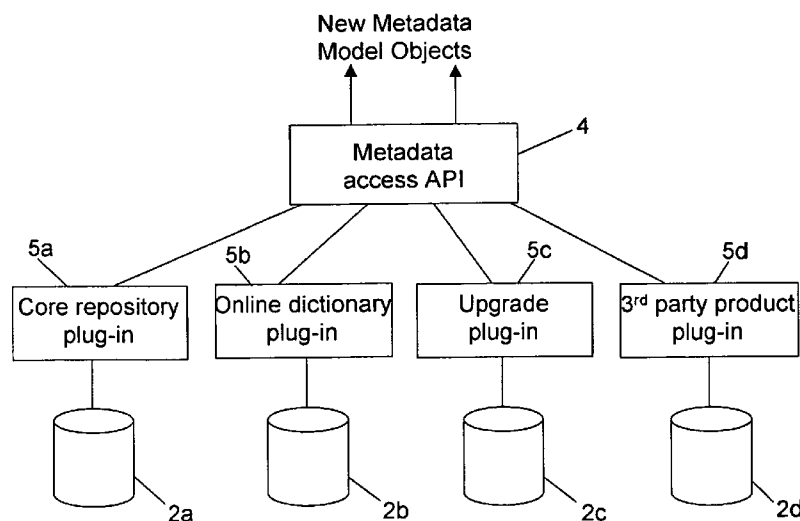 New Metadata
Model Objects
4
Metadata
access API
5a
5b
5c
5d
Core repository
plug-in
Online dictionary
plug-in
Upgrade
plug-in
3rd party product
plug-in
2a
2b
2c
2d